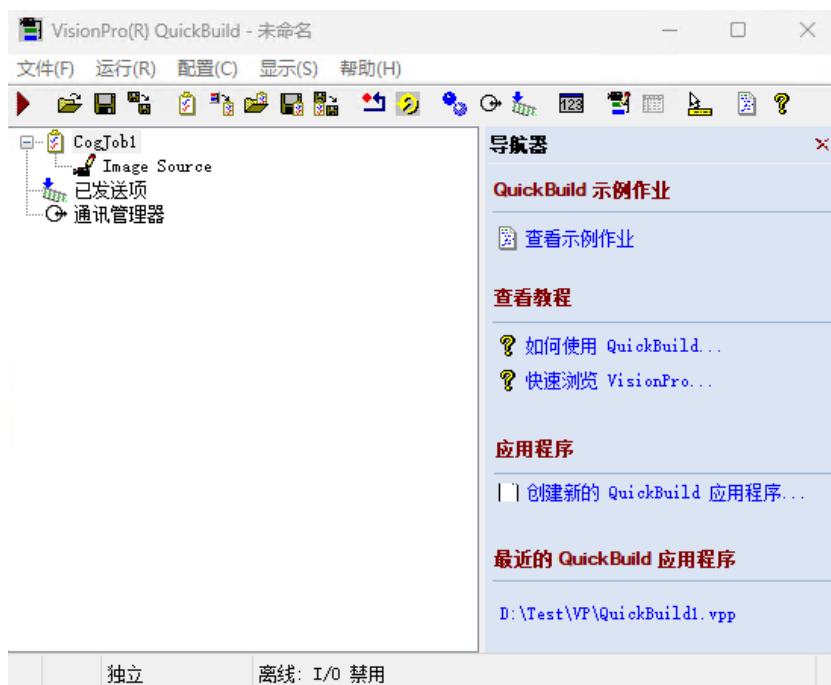 VisionPro(R) QuickBuild - 未命名
文件(F) 运行(R) 配置(C) 显示(S) 帮助(H)
123
CogJob1
Image Source
已发送项
通讯管理器
导航器
QuickBuild 示例作业
查看示例作业
查看教程
如何使用 QuickBuild...
快速浏览 VisionPro...
应用程序
创建新的 QuickBuild 应用程序...
最近的 QuickBuild 应用程序
D:\Test\VP\QuickBuild1.vpp
独立 离线: I/O 禁用